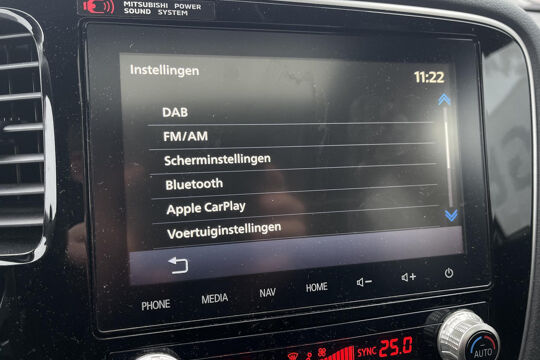 MITSUBISHI POWER
SOUND SYSTEM
Instellingen
11:22
DAB
FM/AM
Scherminstellingen
Bluetooth
Apple CarPlay
Voertuiginstellingen
PHONE
MEDIA
NAV
HOME
SYNC
25.0
AUTO